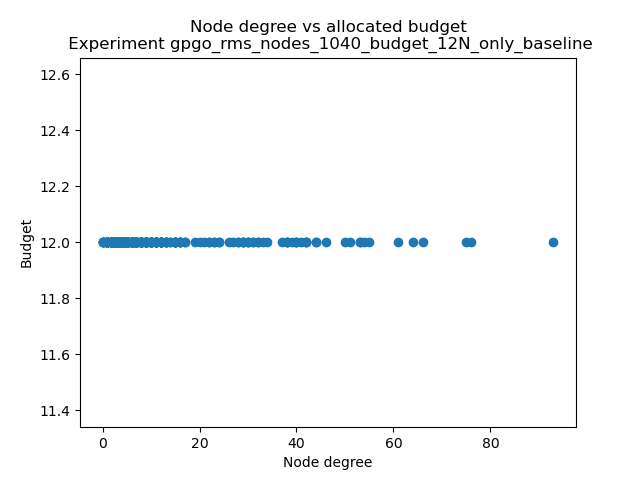 Node degree vs allocated budget
Experiment gpgo_rms_nodes_1040_budget_12N_only_baseline
12.6
12.4
12.2
12.0
11.8
11.6
11.4
Budget
0 20 40 60 80
Node degree